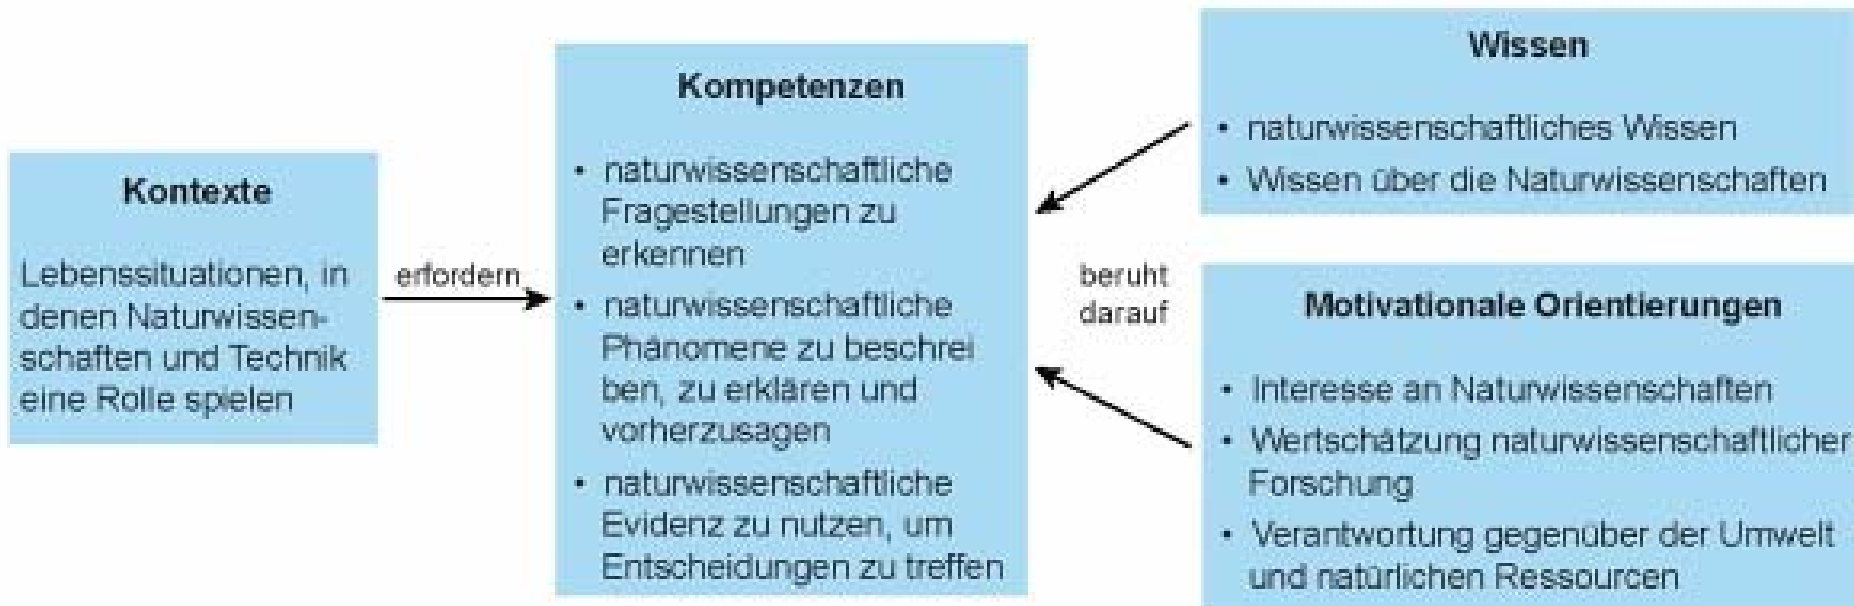 Kontexte
Lebenssituationen, in
denen Naturwissen-
schaften und Technik
eine Rolle spielen
erfordern
Kompetenzen
• naturwissenschaftliche
Fragestellungen zu
erkennen
• naturwissenschaftliche
Phänomene zu beschrei
ben, zu erklären und
vorherzusagen
• naturwissenschaftliche
Evidenz zu nutzen, um
Entscheidungen zu treffen
beruht
darauf
Wissen
• naturwissenschaftliches Wissen
• Wissen über die Naturwissenschaften
Motivationale Orientierungen
• Interesse an Naturwissenschaften
• Wertschätzung naturwissenschaftlicher
Forschung
• Verantwortung gegenüber der Umwelt
und natürlichen Ressourcen